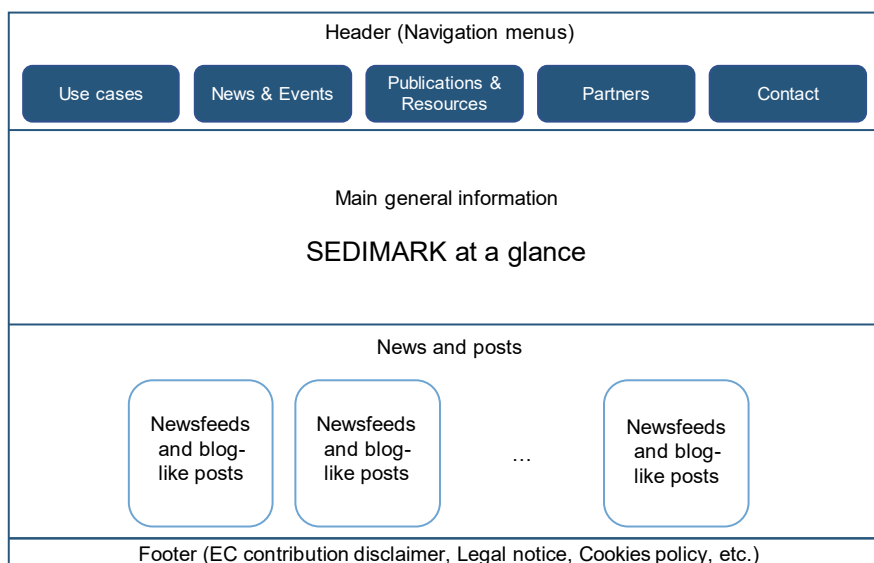 Header (Navigation menus)
Use cases
News & Events
Publications &
Resources
Partners
Contact
Main general information
SEDIMARK at a glance
News and posts
Newsfeeds
and blog-
like posts
Newsfeeds
and blog-
like posts
...
Newsfeeds
and blog-
like posts
Footer (EC contribution disclaimer, Legal notice, Cookies policy, etc.)